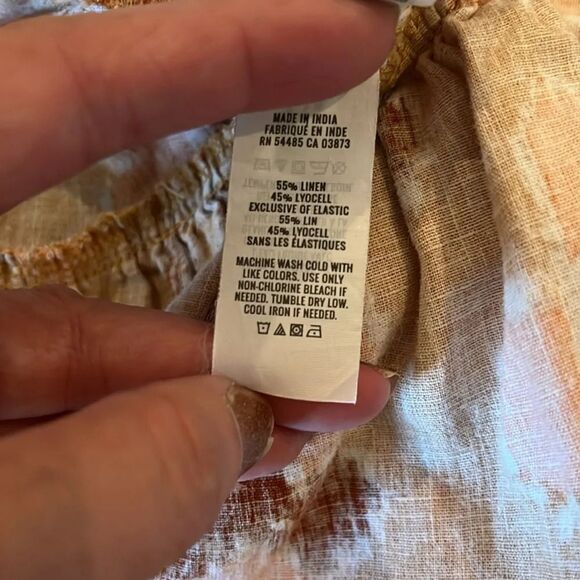 MADE IN INDIA
FABRIQUÉ EN INDE
RN 54485 CA 03873
55% LINEN
45% LYOCELL
EXCLUSIVE OF ELASTIC
55% LIN
45% LYOCELL
SANS LES ÉLASTIQUES
MACHINE WASH COLD WITH
LIKE COLORS. USE ONLY
NON-CHLORINE BLEACH IF
NEEDED. TUMBLE DRY LOW.
COOL IRON IF NEEDED.